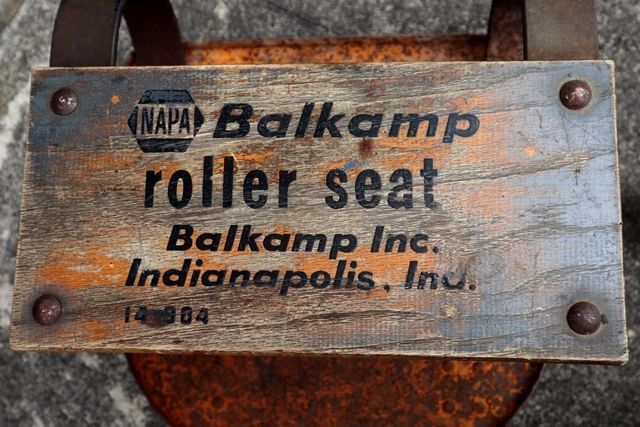 NAPA Balkamp
roller seat
Balkamp Inc.
Indianapolis, Ind.